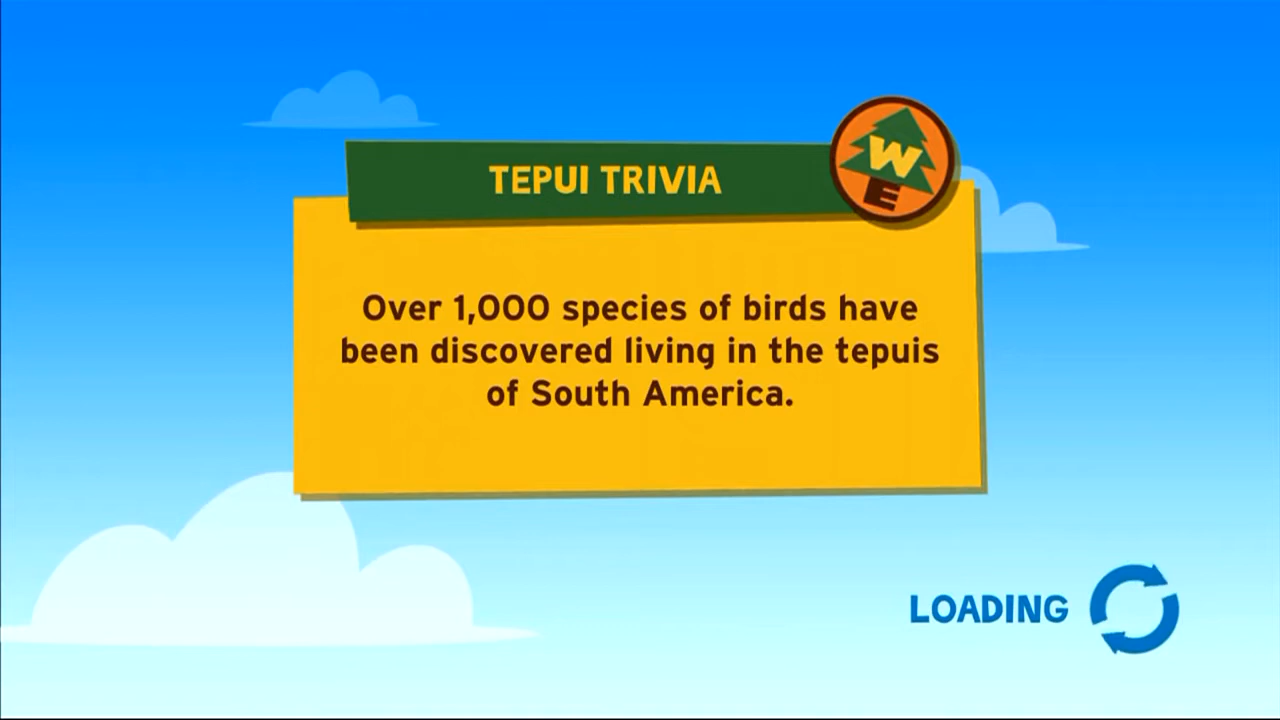 TEPUI TRIVIA
W
E
Over 1,000 species of birds have
been discovered living in the tepuis
of South America.
LOADING